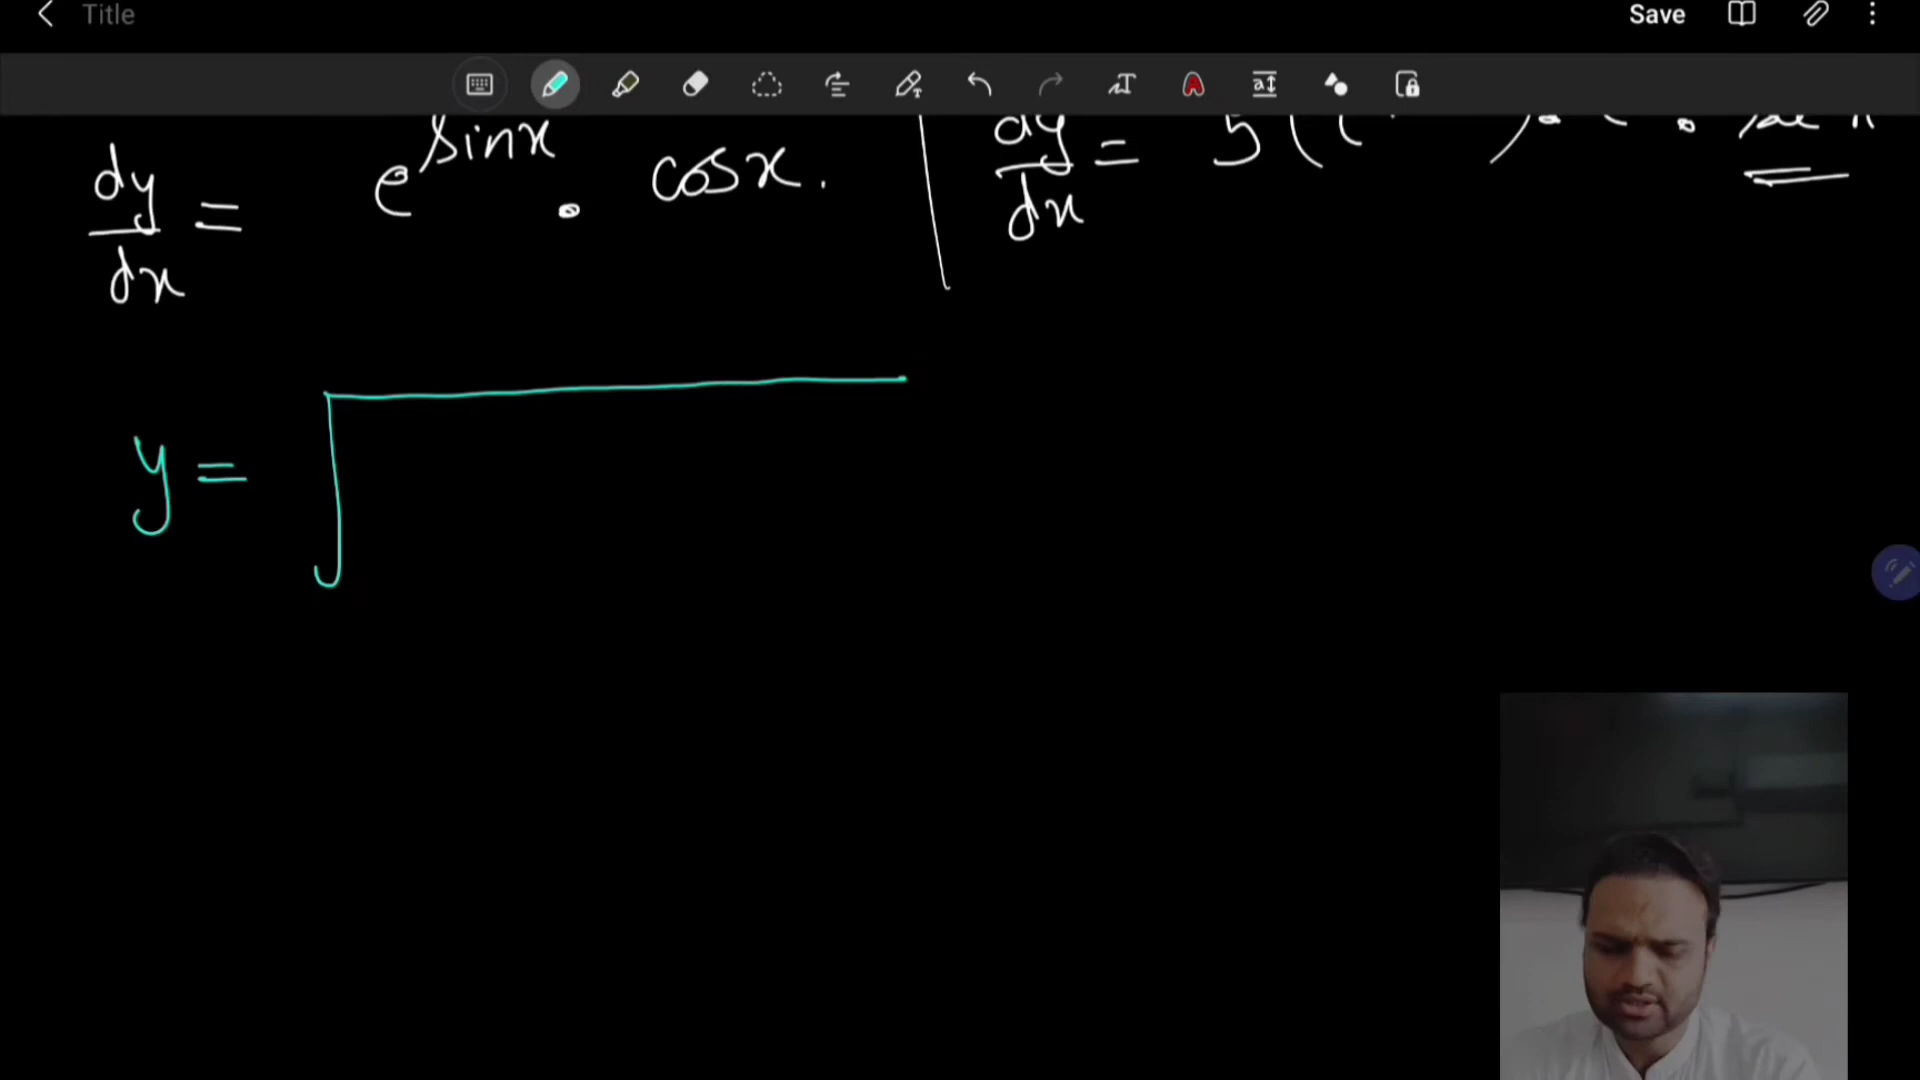 Title Save
dy/dx = e^sinx . cosx.
dy/dx = 5(
y = √